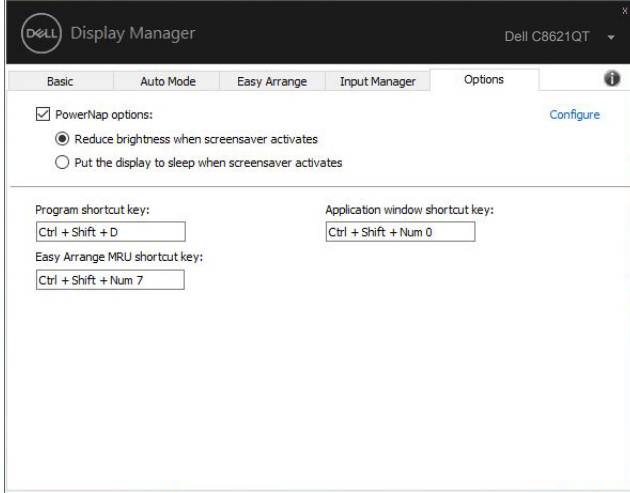 DELL Display Manager
x
Dell C8621QT
Basic Auto Mode Easy Arrange Input Manager Options i
PowerNap options: Configure
Reduce brightness when screensaver activates
Put the display to sleep when screensaver activates
Program shortcut key: Application window shortcut key:
Ctrl + Shift + D Ctrl + Shift + Num 0
Easy Arrange MRU shortcut key:
Ctrl + Shift + Num 7